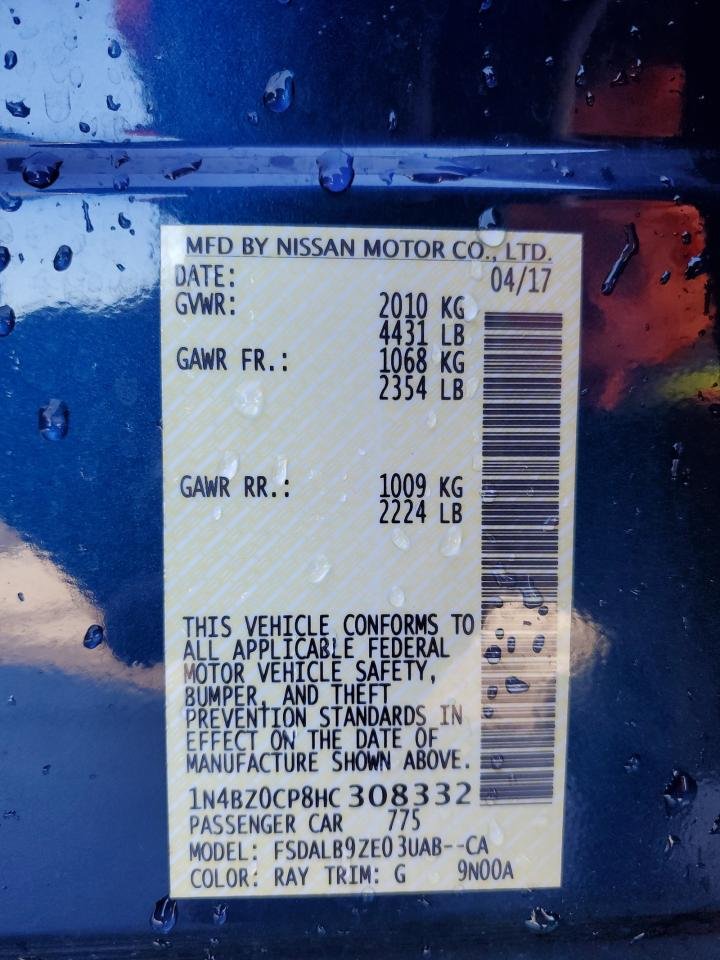 MFD BY NISSAN MOTOR CO., LTD.
DATE: 04/17
GVWR: 2010 KG
4431 LB
GAWR FR.: 1068 KG
2354 LB
GAWR RR.: 1009 KG
2224 LB
THIS VEHICLE CONFORMS TO
ALL APPLICABLE FEDERAL
MOTOR VEHICLE SAFETY,
BUMPER, AND THEFT
PREVENTION STANDARDS IN
EFFECT ON THE DATE OF
MANUFACTURE SHOWN ABOVE.
1N4BZ0CP8HC 308332
PASSENGER CAR 775
MODEL: FSDALB9ZE03UAB--CA
COLOR: RAY TRIM: G 9N00A